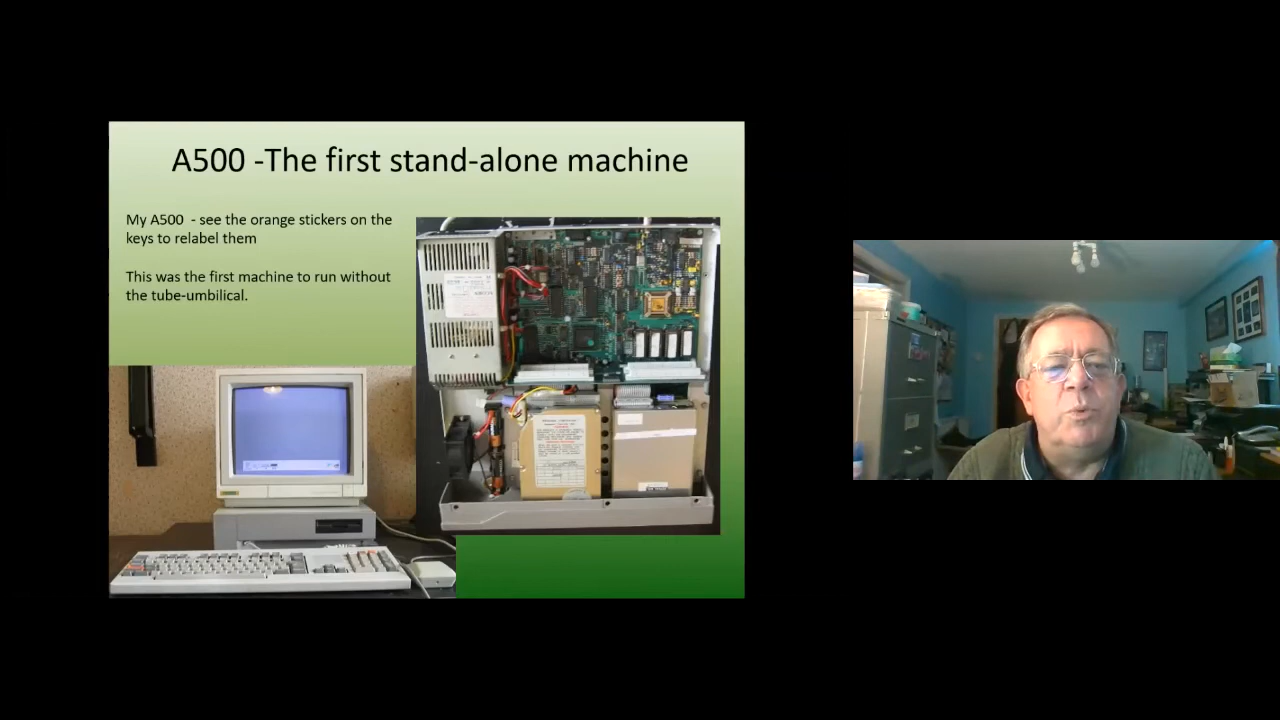 A500 -The first stand-alone machine
My A500 - see the orange stickers on the
keys to relabel them
This was the first machine to run without
the tube-umbilical.